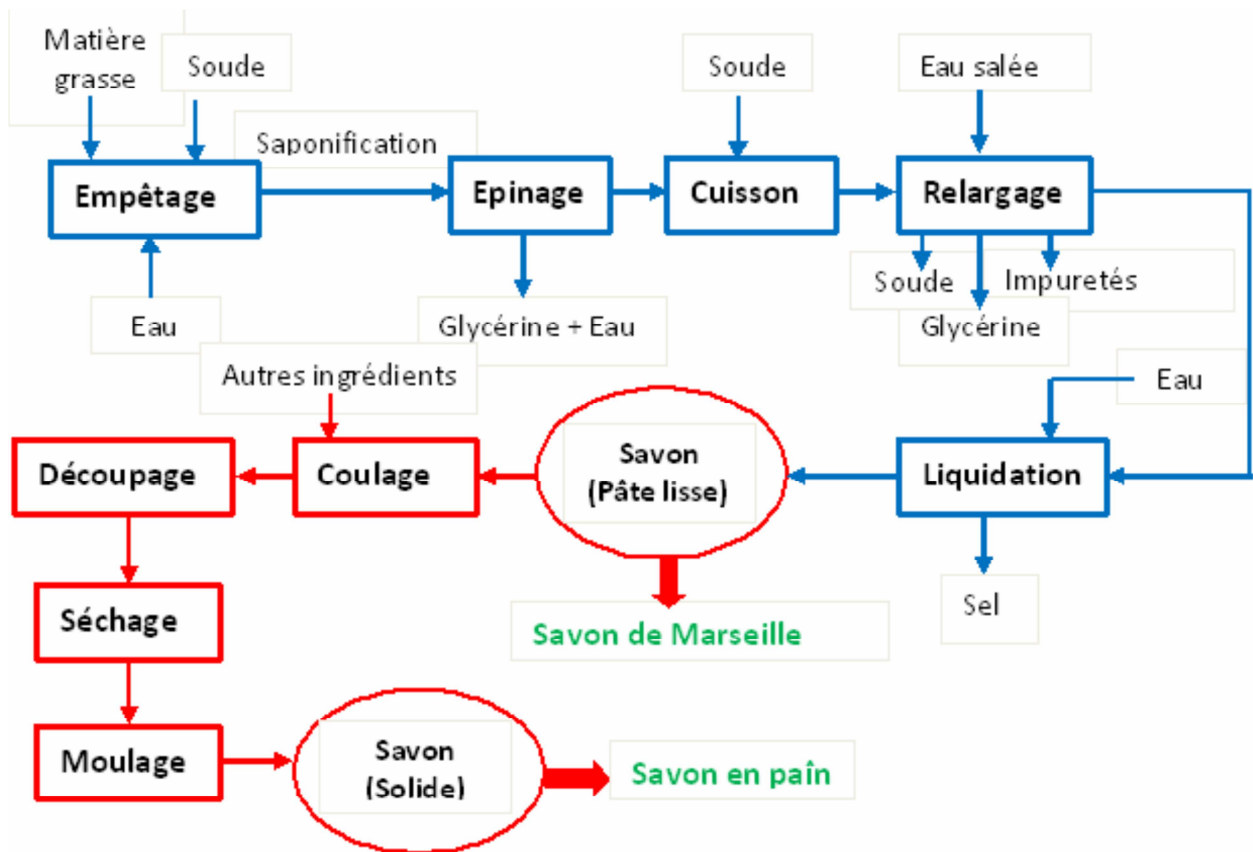 Matière
grasse
Soude
Soude
Eau salée
Saponification
Empêtage
Epinage
Cuisson
Relargage
Soude
Impuretés
Eau
Glycérine + Eau
Glycérine
Autres ingrédients
Eau
Découpage
Coulage
Savon
(Pâte lisse)
Liquidation
Séchage
Sel
Savon de Marseille
Moulage
Savon
(Solide)
Savon en paîn